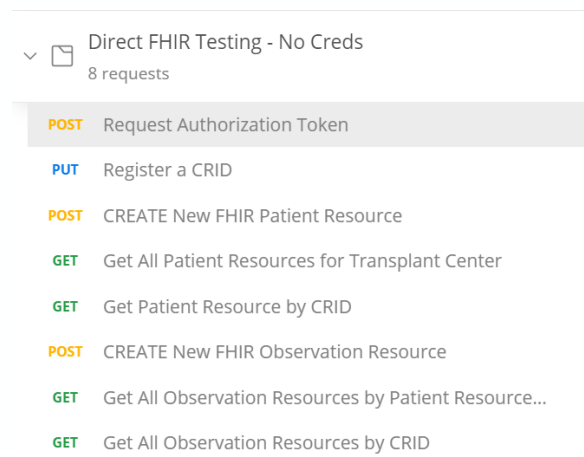 Direct FHIR Testing - No Creds
8 requests
POST Request Authorization Token
PUT Register a CRID
POST CREATE New FHIR Patient Resource
GET Get All Patient Resources for Transplant Center
GET Get Patient Resource by CRID
POST CREATE New FHIR Observation Resource
GET Get All Observation Resources by Patient Resource...
GET Get All Observation Resources by CRID